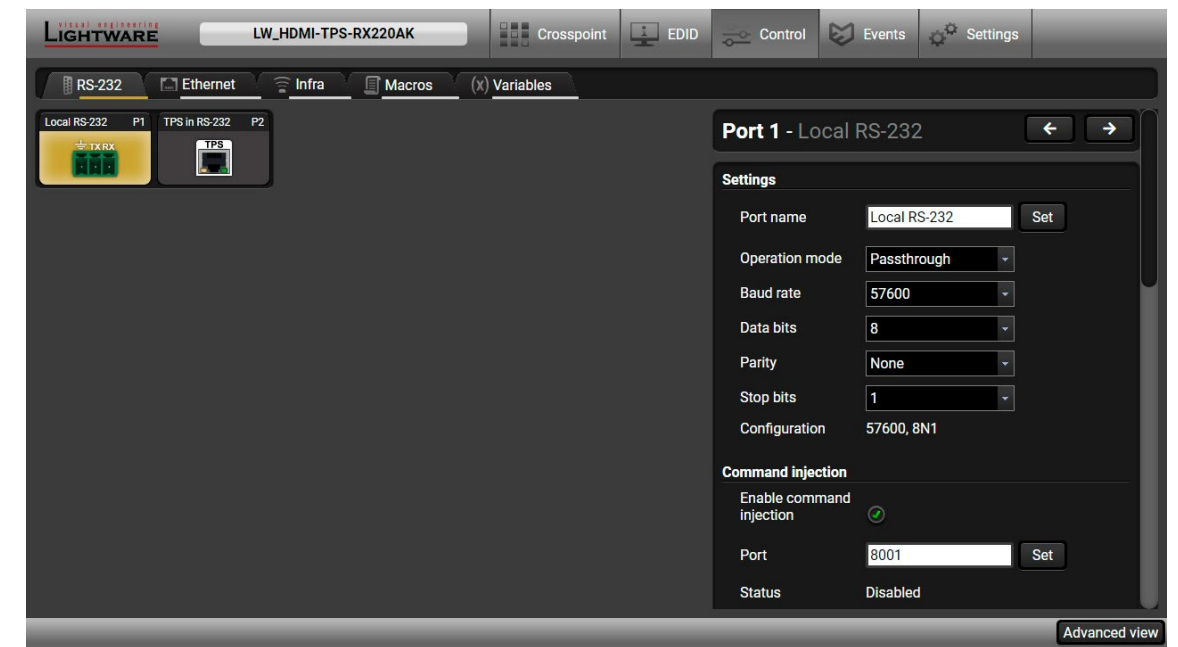 visual engineering
LIGHTWARE
LW_HDMI-TPS-RX220AK
Crosspoint
EDID
Control
Events
Settings
RS-232
Ethernet
Infra
Macros
(x) Variables
Local RS-232 P1
TPS in RS-232 P2
TX RX
TPS
Port 1 - Local RS-232
Settings
Port name Local RS-232 Set
Operation mode Passthrough
Baud rate 57600
Data bits 8
Parity None
Stop bits 1
Configuration 57600, 8N1
Command injection
Enable command
injection
Port 8001 Set
Status Disabled
Advanced view